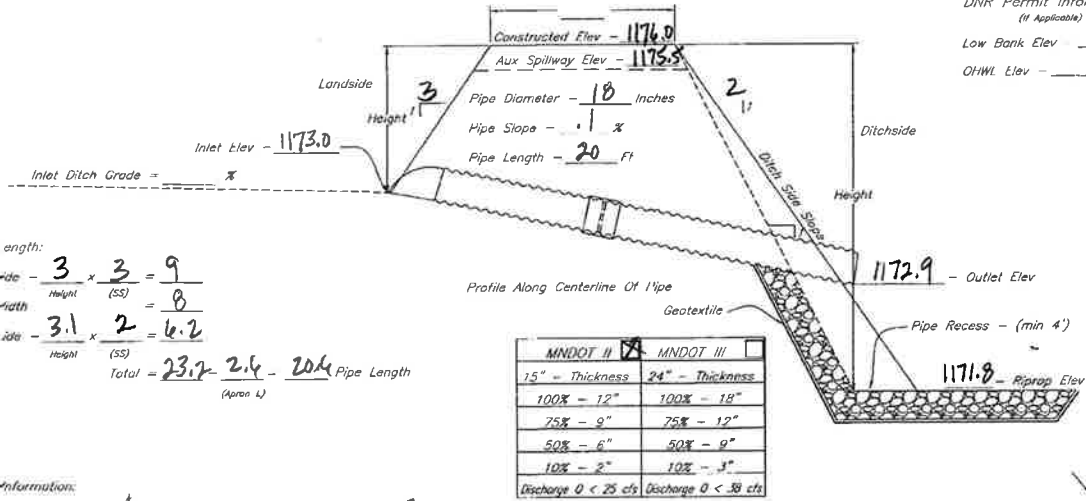 DNR Permit Infor
(If Applicable)
Low Bank Elev -
OHWL Elev -
Constructed Elev - 1176.0
Aux Spillway Elev - 1175.5
Landside
Height
3
1
2
1
Pipe Diameter - 18 Inches
Pipe Slope - .1 %
Pipe Length - 20 Ft
Ditchside
Height
Inlet Elev - 1173.0
Inlet Ditch Grade = %
Ditch Side Slope
1
ength:
ide - 3 x 3 = 9
Height (SS)
width = 8
ide - 3.1 x 2 = 6.2
Height (SS)
Total = 23.2 - 2.6 - 20.6 Pipe Length
(Apron L)
Profile Along Centerline Of Pipe
Geotextile
1172.9 - Outlet Elev
Pipe Recess - (min 4')
1171.8 - Riprap Elev
MNDOT II MNDOT III
15" - Thickness 24" - Thickness
100% - 12" 100% - 18"
75% - 9" 75% - 12"
50% - 6" 50% - 9"
10% - 2" 10% - 3"
Discharge Q < 25 cfs Discharge Q < 38 cfs
Information: